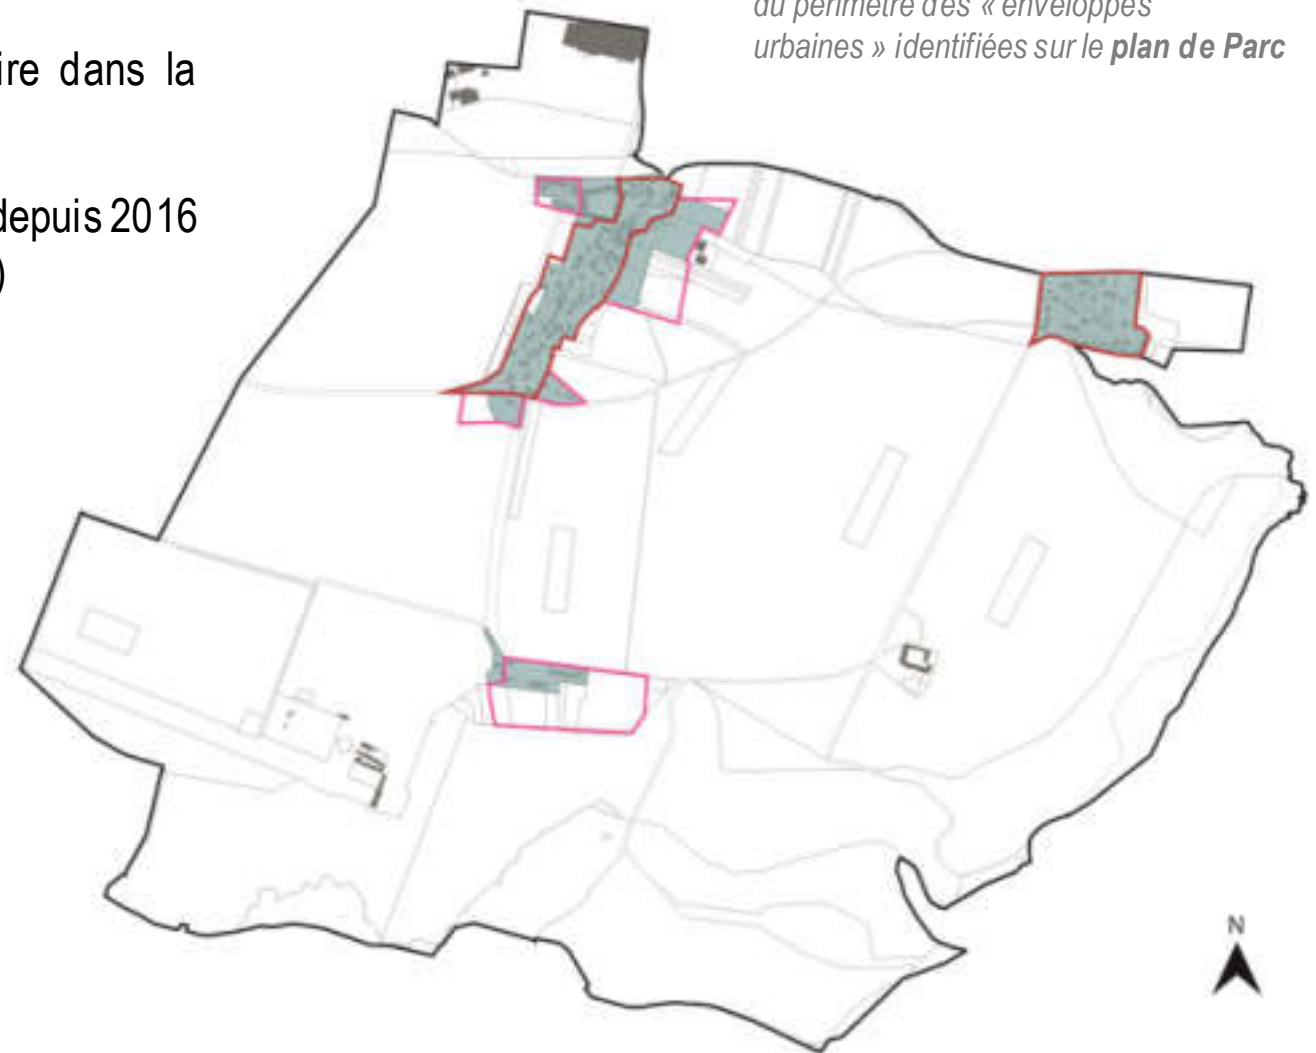 du périmètre des « enveloppes
urbaines » identifiées sur le plan de Parc
ire dans la
depuis 2016
)
N